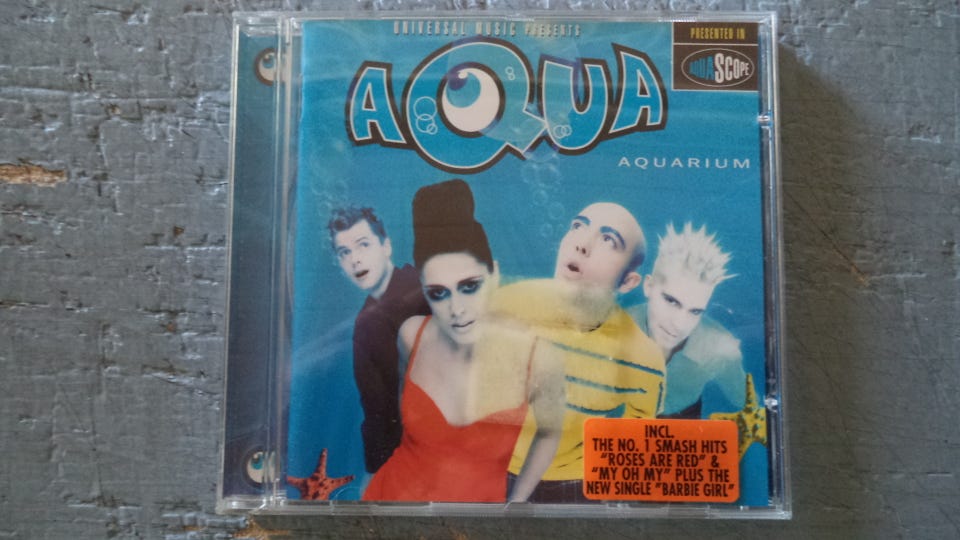 UNIVERSAL MUSIC PRESENTS
PRESENTED IN
AQUASCOPE
AQUA
AQUARIUM
INCL.
THE NO. 1 SMASH HITS
"ROSES ARE RED" &
"MY OH MY" PLUS THE
NEW SINGLE "BARBIE GIRL"